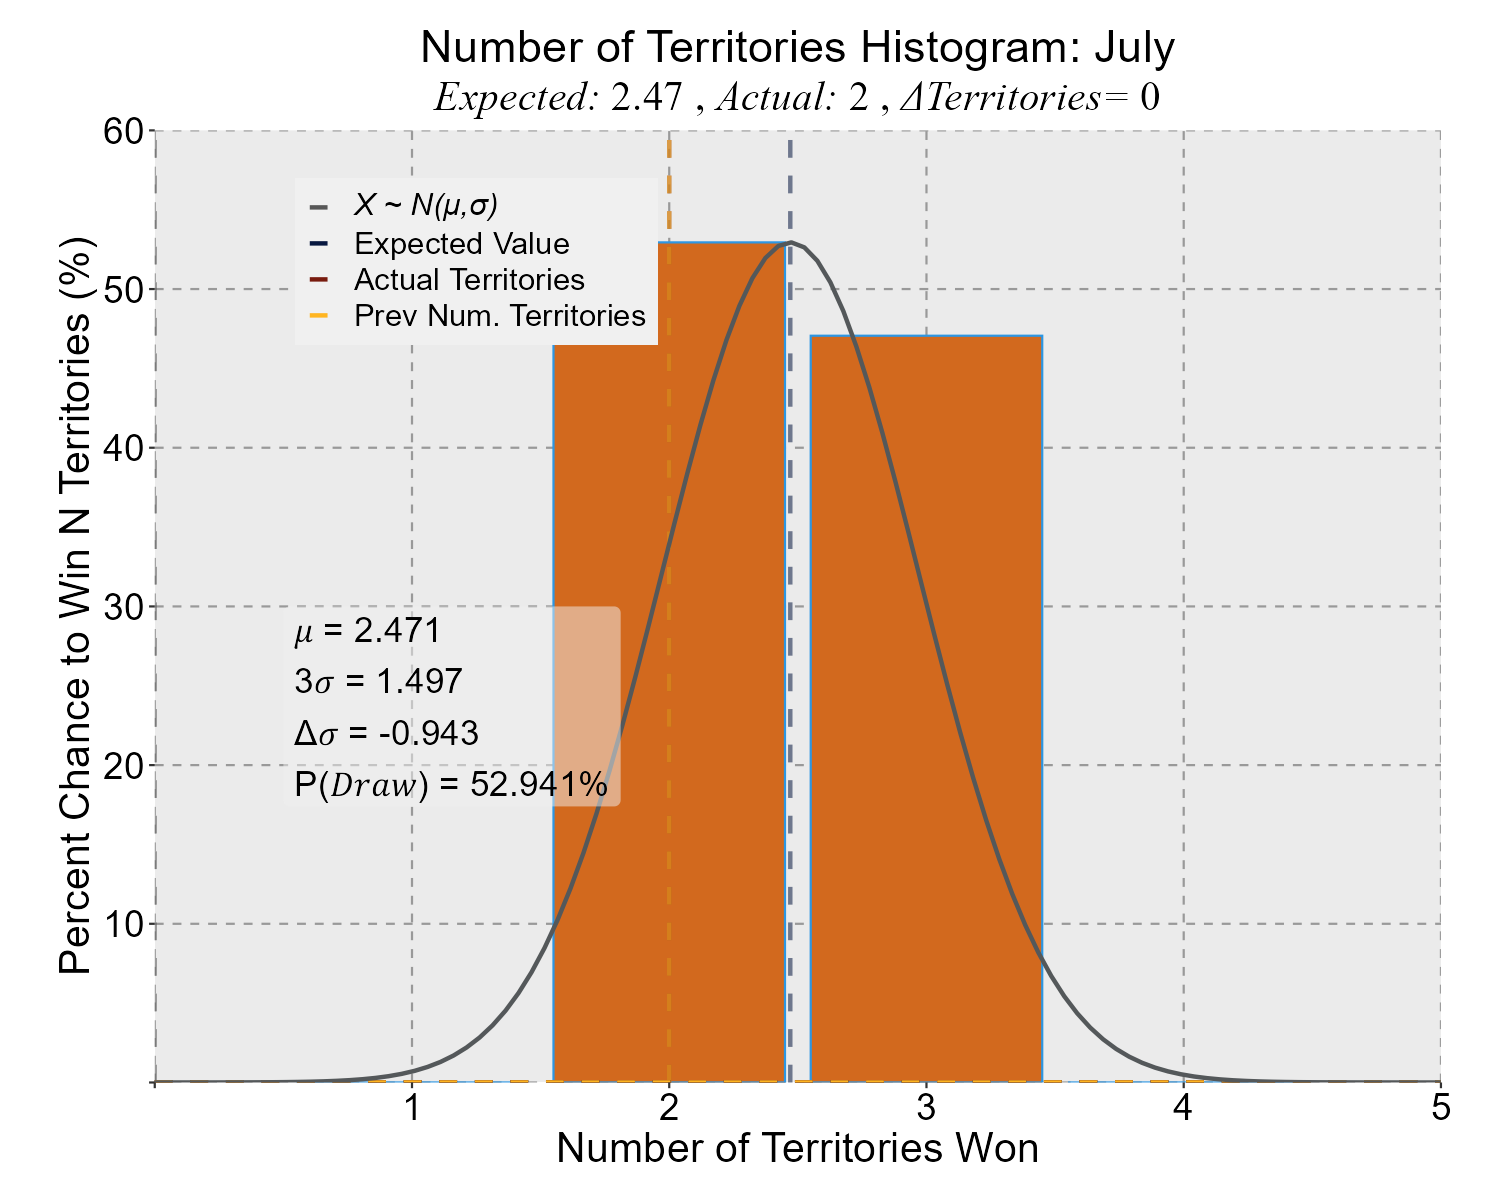 Number of Territories Histogram: July
Expected: 2.47 , Actual: 2 , ΔTerritories= 0
60
50
40
30
20
10
Percent Chance to Win N Territories (%)
X ~ N(μ,σ)
Expected Value
Actual Territories
Prev Num. Territories
μ = 2.471
3σ = 1.497
Δσ = -0.943
P(Draw) = 52.941%
1 2 3 4 5
Number of Territories Won